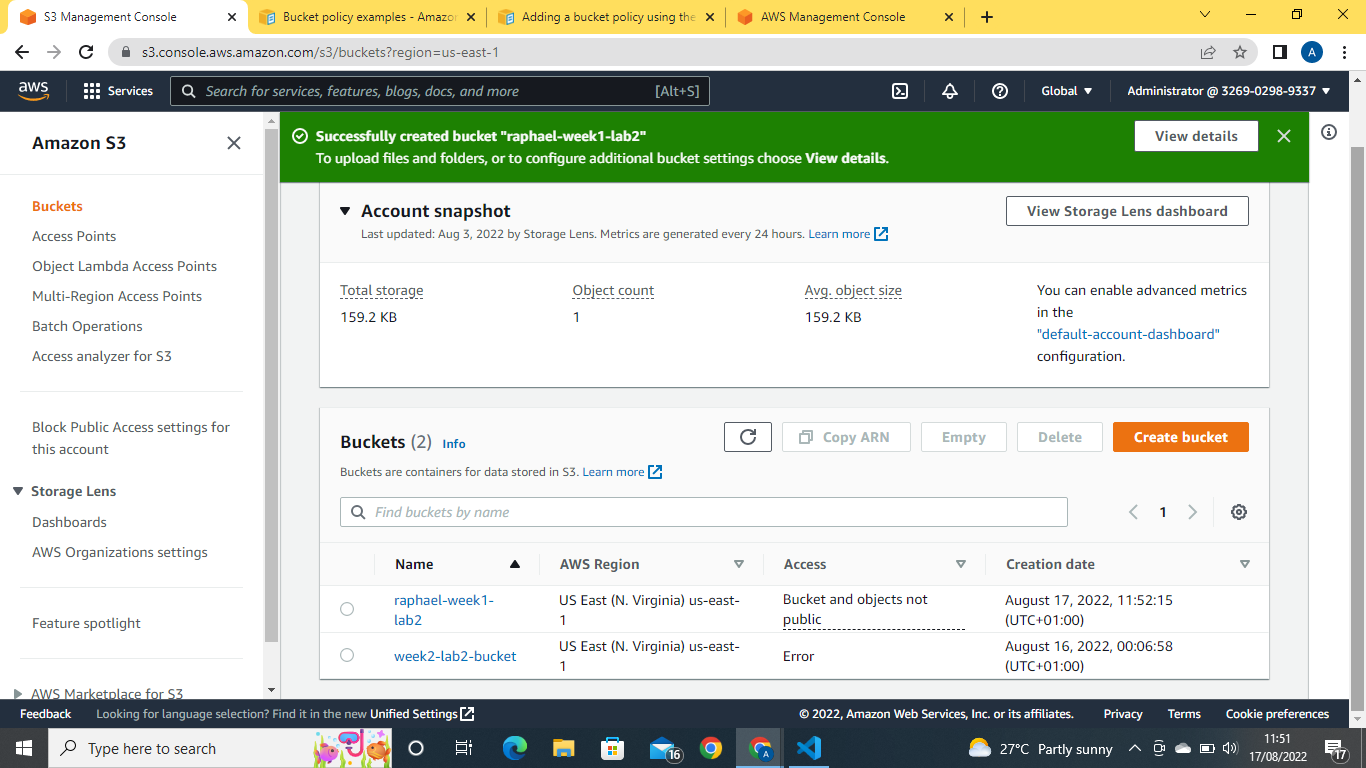 S3 Management Console
Bucket policy examples - Amazon
Adding a bucket policy using the
AWS Management Console
s3.console.aws.amazon.com/s3/buckets?region=us-east-1
A
aws
Services
Search for services, features, blogs, docs, and more
[Alt+S]
Global
Administrator @ 3269-0298-9337
Amazon S3
Buckets
Access Points
Object Lambda Access Points
Multi-Region Access Points
Batch Operations
Access analyzer for S3
Block Public Access settings for
this account
Storage Lens
Dashboards
AWS Organizations settings
Feature spotlight
AWS Marketplace for S3
Successfully created bucket "raphael-week1-lab2"
To upload files and folders, or to configure additional bucket settings choose View details.
View details
Account snapshot
Last updated: Aug 3, 2022 by Storage Lens. Metrics are generated every 24 hours. Learn more
View Storage Lens dashboard
Total storage
159.2 KB
Object count
1
Avg. object size
159.2 KB
You can enable advanced metrics
in the
"default-account-dashboard"
configuration.
Buckets (2) Info
Copy ARN
Empty
Delete
Create bucket
Buckets are containers for data stored in S3. Learn more
Find buckets by name
1
Name
AWS Region
Access
Creation date
raphael-week1-
lab2
US East (N. Virginia) us-east-
1
Bucket and objects not
public
August 17, 2022, 11:52:15
(UTC+01:00)
week2-lab2-bucket
US East (N. Virginia) us-east-
1
Error
August 16, 2022, 00:06:58
(UTC+01:00)
Feedback
Looking for language selection? Find it in the new Unified Settings
© 2022, Amazon Web Services, Inc. or its affiliates.
Privacy
Terms
Cookie preferences
Type here to search
16
A
27°C Partly sunny
11:51
17/08/2022
17